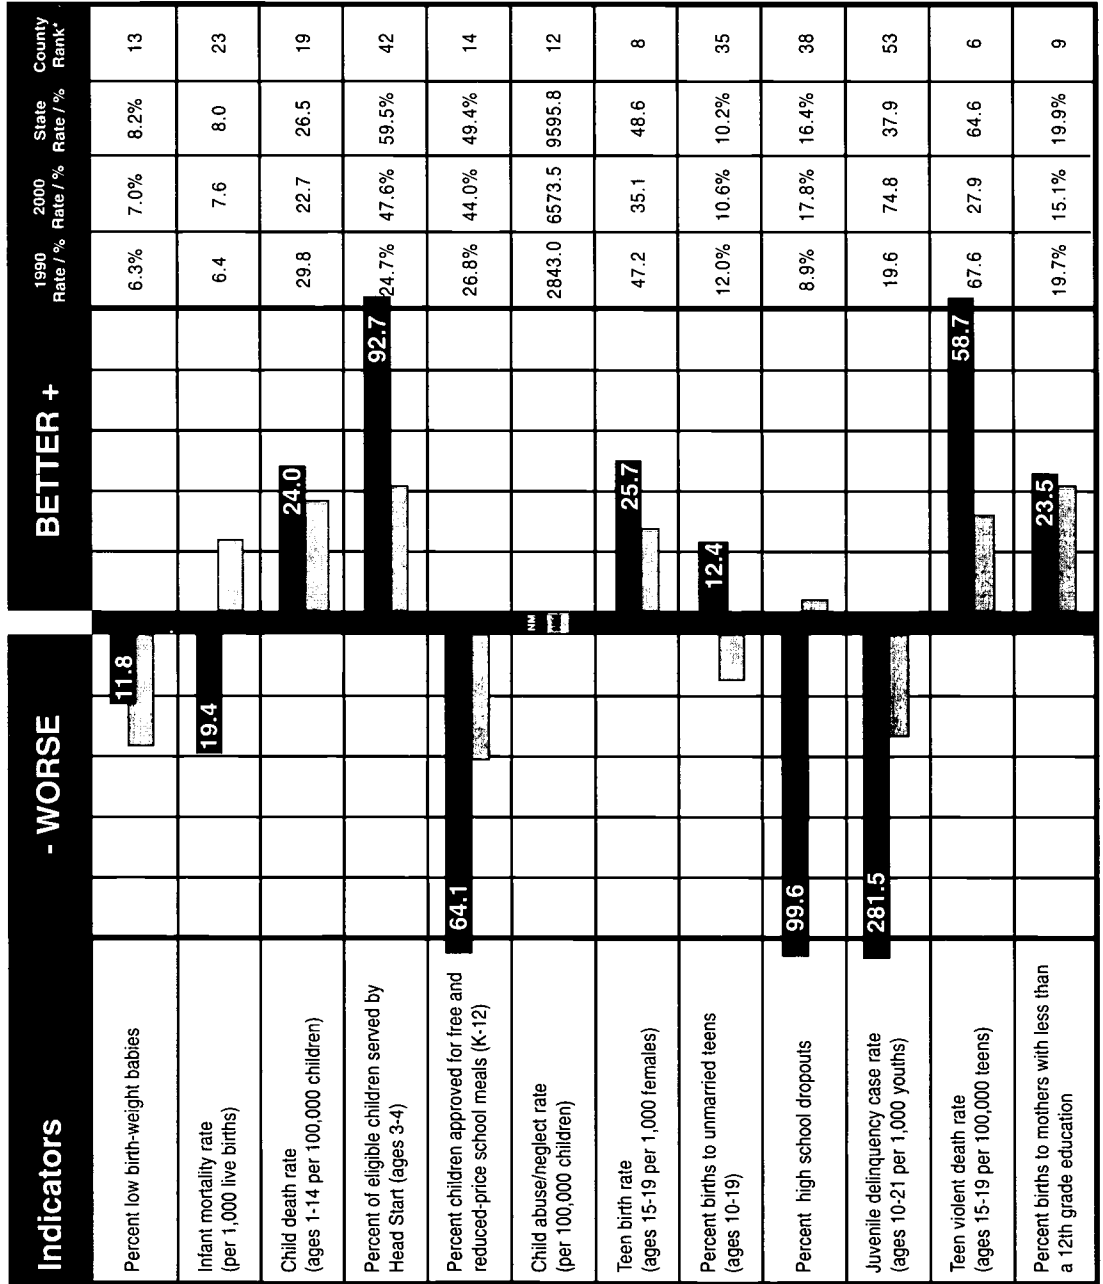 Indicators - WORSE BETTER + 1990 Rate / % 2000 Rate / % State Rate / % County Rank*
Percent low birth-weight babies 11.8 6.3% 7.0% 8.2% 13
Infant mortality rate
(per 1,000 live births) 19.4 6.4 7.6 8.0 23
Child death rate
(ages 1-14 per 100,000 children) 24.0 29.8 22.7 26.5 19
Percent of eligible children served by
Head Start (ages 3-4) 92.7 24.7% 47.6% 59.5% 42
Percent children approved for free and
reduced-price school meals (K-12) 64.1 26.8% 44.0% 49.4% 14
Child abuse/neglect rate
(per 100,000 children) NM NM 2843.0 6573.5 9595.8 12
Teen birth rate
(ages 15-19 per 1,000 females) 25.7 47.2 35.1 48.6 8
Percent births to unmarried teens
(ages 10-19) 12.4 12.0% 10.6% 10.2% 35
Percent high school dropouts 99.6 8.9% 17.8% 16.4% 38
Juvenile delinquency case rate
(ages 10-21 per 1,000 youths) 281.5 19.6 74.8 37.9 53
Teen violent death rate
(ages 15-19 per 100,000 teens) 58.7 67.6 27.9 64.6 6
Percent births to mothers with less than
a 12th grade education 23.5 19.7% 15.1% 19.9% 9